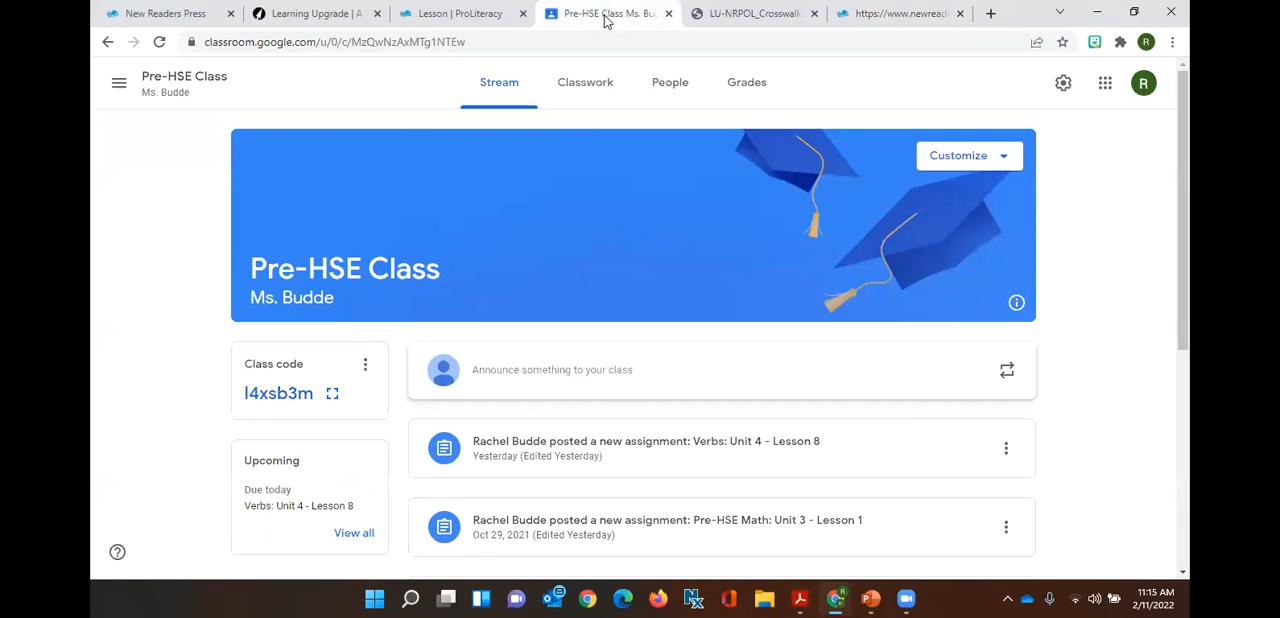 New Readers Press
Learning Upgrade | A
Lesson | ProLiteracy
Pre-HSE Class Ms. Bu
LU-NRPOL_Crosswalk
https://www.newread
classroom.google.com/u/0/c/MzQwNzAxMTg1NTEw
R
Pre-HSE Class
Ms. Budde
Stream
Classwork
People
Grades
R
Customize
Pre-HSE Class
Ms. Budde
Class code
l4xsb3m
Announce something to your class
Upcoming
Due today
Verbs: Unit 4 - Lesson 8
View all
Rachel Budde posted a new assignment: Verbs: Unit 4 - Lesson 8
Yesterday (Edited Yesterday)
Rachel Budde posted a new assignment: Pre-HSE Math: Unit 3 - Lesson 1
Oct 29, 2021 (Edited Yesterday)
11:15 AM
2/11/2022